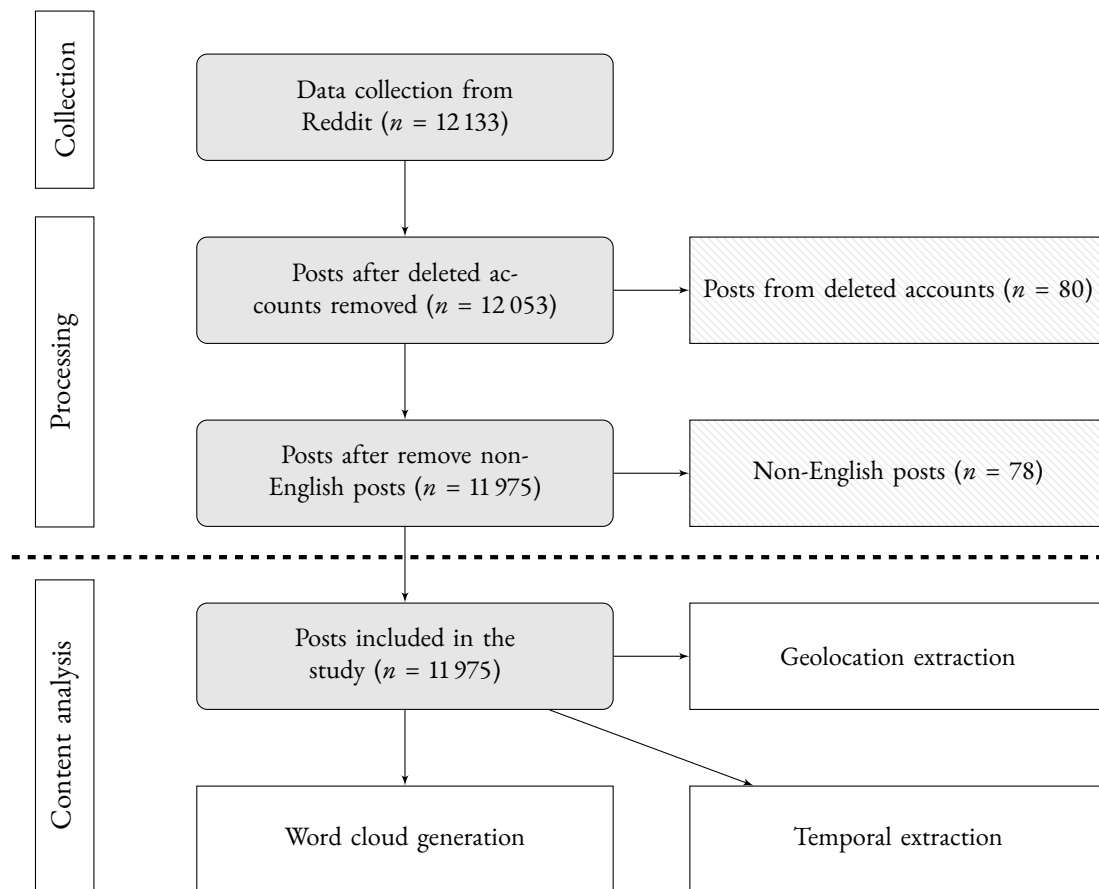 Collection
Data collection from
Reddit (n = 12 133)
Processing
Posts after deleted ac-
counts removed (n = 12 053)
Posts from deleted accounts (n = 80)
Posts after remove non-
English posts (n = 11 975)
Non-English posts (n = 78)
Content analysis
Posts included in the
study (n = 11 975)
Geolocation extraction
Word cloud generation
Temporal extraction